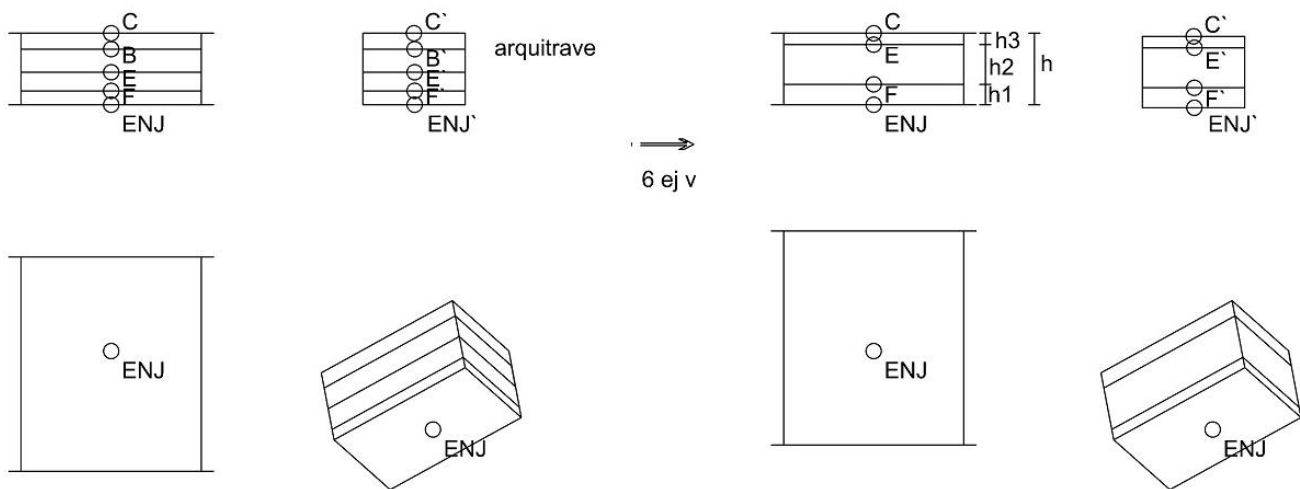 C
B
E
F
ENJ
C`
B`
E`
F`
ENJ`
arquitrave
6 ej v
C
E
F
ENJ
h3
h2
h1
h
C`
E`
F`
ENJ`
ENJ
ENJ
ENJ
ENJ